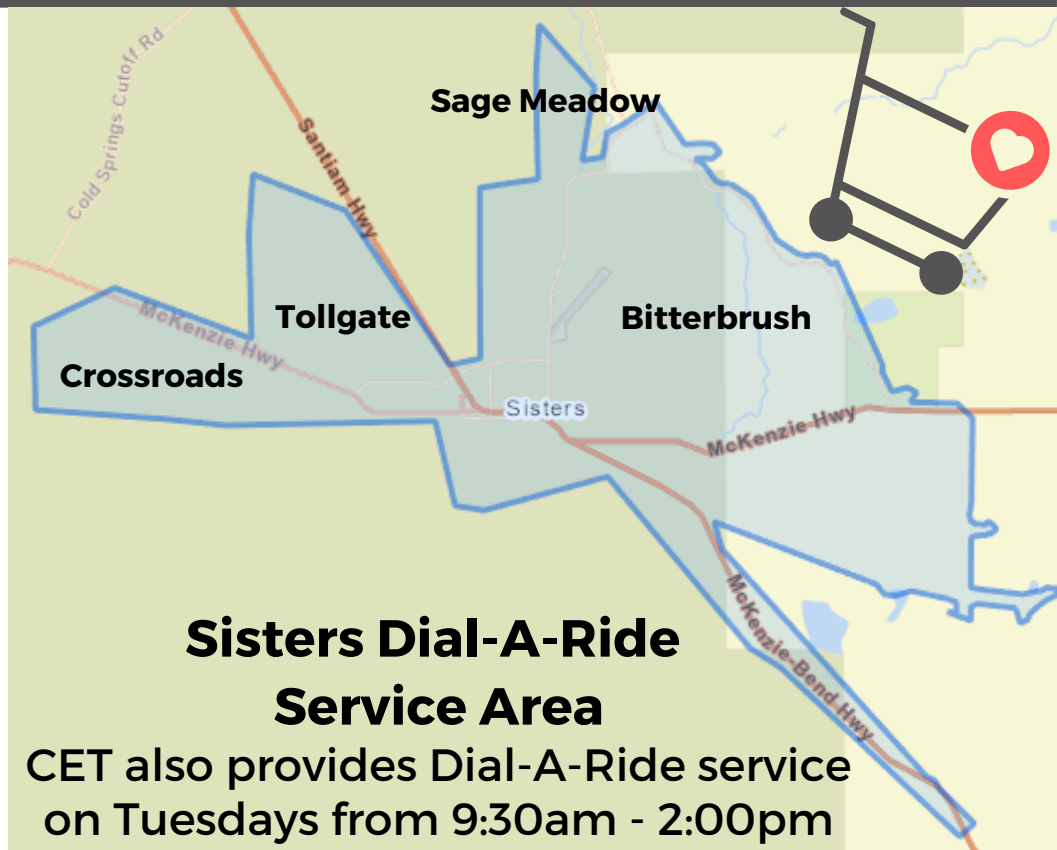 Cold Springs Cutoff Rd
Santiam Hwy
Sage Meadow
McKenzie Hwy
Tollgate
Bitterbrush
Crossroads
Sisters
McKenzie Hwy
McKenzie-Bend Hwy
Sisters Dial-A-Ride
Service Area
CET also provides Dial-A-Ride service
on Tuesdays from 9:30am - 2:00pm